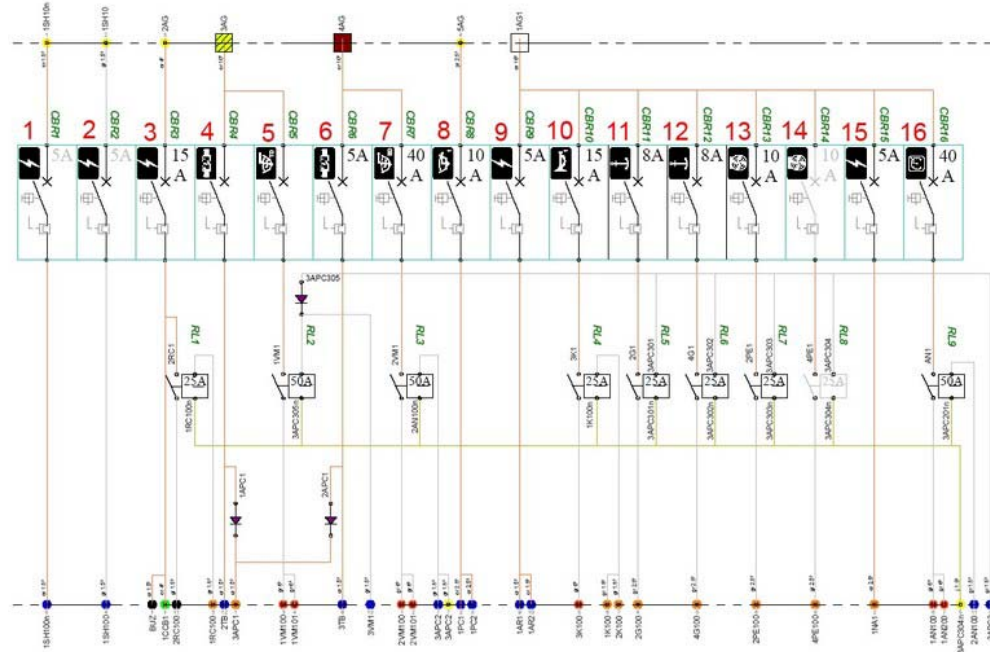 1SH10n
1SH10
2AG
3AG
4AG
5AG
1AG1
CBR1
CBR2
CBR3
CBR4
CBR5
CBR6
CBR7
CBR8
CBR9
CBR10
CBR11
CBR12
CBR13
CBR14
CBR15
CBR16
1 5A
2 5A
3 15 A
4
5
6 5A
7 40 A
8 10 A
9 5A
10 15 A
11 8A
12 8A
13 10 A
14 10 A
15 5A
16 40 A
3APC305
RL1
RL2
RL3
RL4
RL5
RL6
RL7
RL8
RL9
2RC1
1VM1
2VM1
3K1
2G1
3APC301
4G1
3APC302
2PE1
3APC303
4PE1
3APC304
AN1
25A
50A
50A
25A
25A
25A
25A
25A
50A
1RC100n
3APC305n
2AN100n
1K100n
3APC301n
3APC302n
3APC303n
3APC304n
3APC201n
1APC1
2APC1
1SH100n
1SH100
BUZ
1CCB1
2RC100
1RC100
2TB
3APC1
1VM100
1VM101
3TB
3VM1
2VM100
2VM101
3APC2
3APC2
1PC1
1PC2
1AR1
1AR2
3K100
1K100
2K100
2G100
4G100
2PE100
4PE100
1NA1
1AN100
1AN200
3APC304n
2AN100